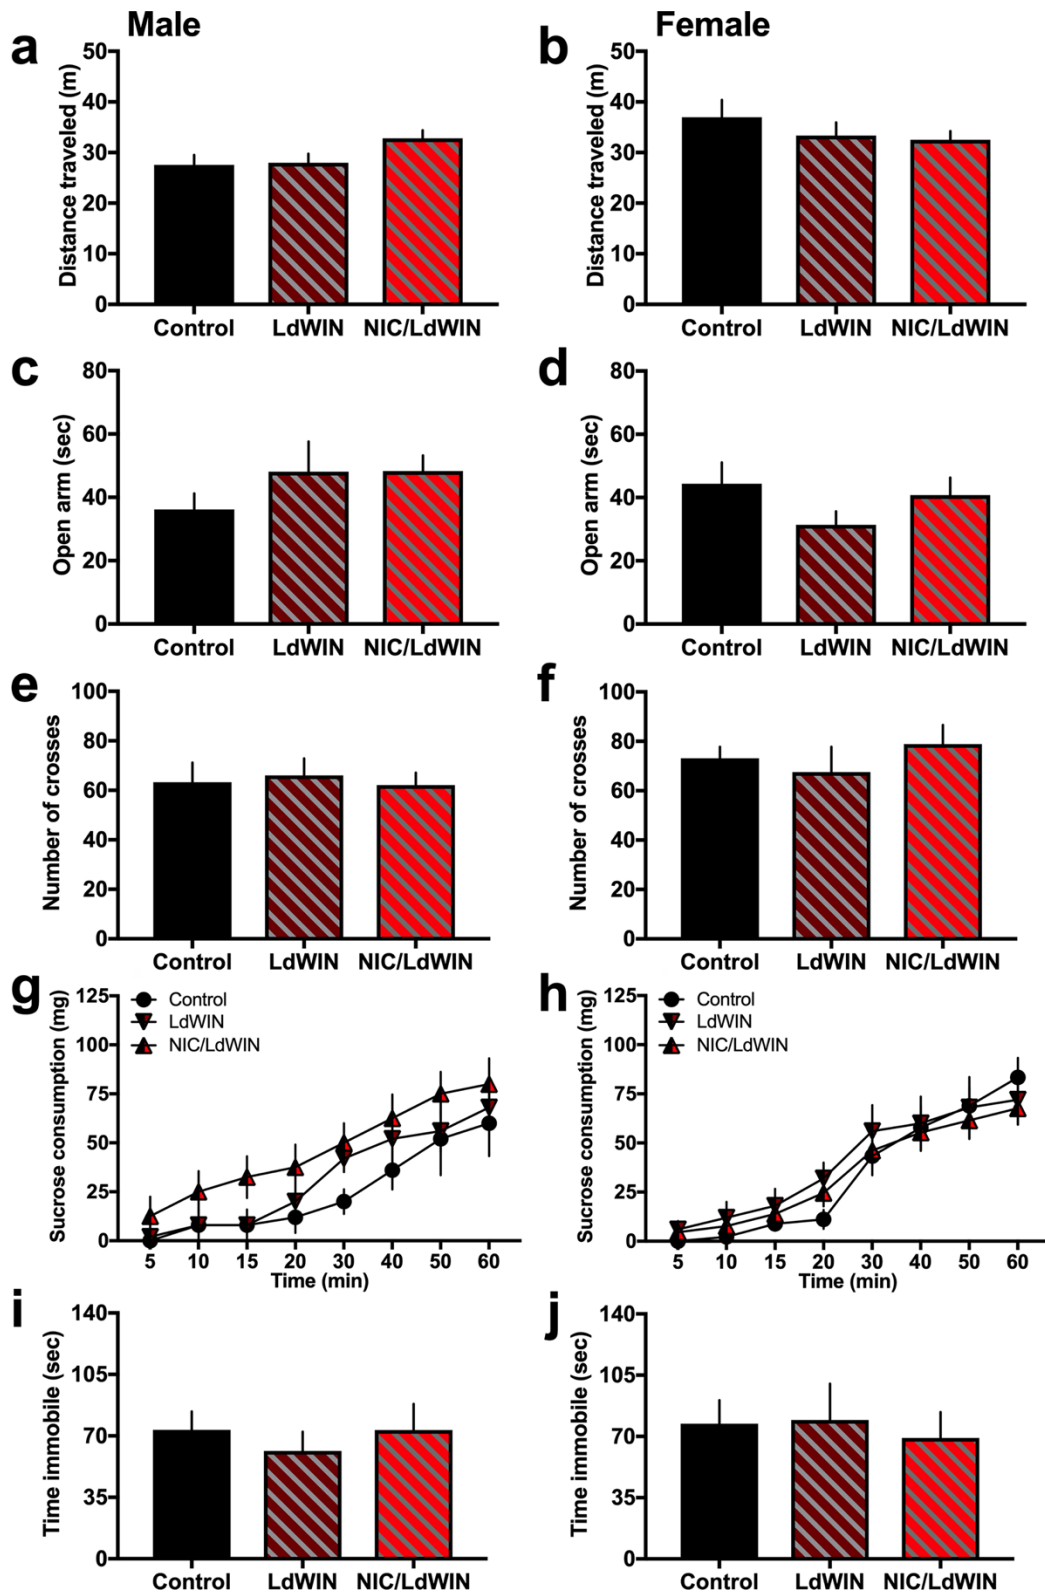 Male
Female
a
Distance traveled (m)
50
40
30
20
10
0
Control LdWIN NIC/LdWIN
b
Distance traveled (m)
50
40
30
20
10
0
Control LdWIN NIC/LdWIN
c
Open arm (sec)
80
60
40
20
0
Control LdWIN NIC/LdWIN
d
Open arm (sec)
80
60
40
20
0
Control LdWIN NIC/LdWIN
e
Number of crosses
100
80
60
40
20
0
Control LdWIN NIC/LdWIN
f
Number of crosses
100
80
60
40
20
0
Control LdWIN NIC/LdWIN
g
Sucrose consumption (mg)
125
100
75
50
25
0
Control
LdWIN
NIC/LdWIN
5 10 15 20 30 40 50 60
Time (min)
h
Sucrose consumption (mg)
125
100
75
50
25
0
Control
LdWIN
NIC/LdWIN
5 10 15 20 30 40 50 60
Time (min)
i
Time immobile (sec)
140
105
70
35
0
Control LdWIN NIC/LdWIN
j
Time immobile (sec)
140
105
70
35
0
Control LdWIN NIC/LdWIN